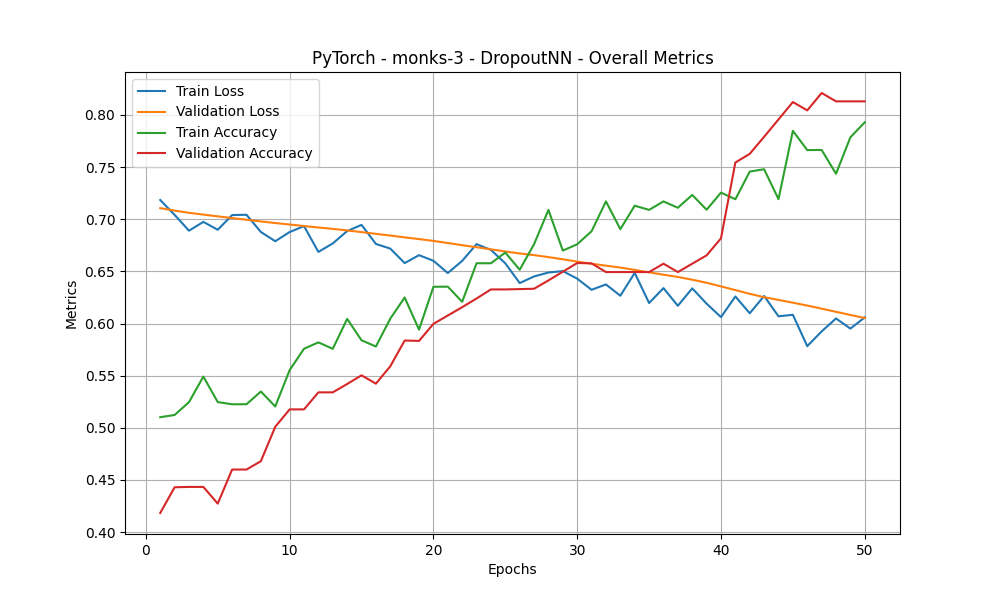 PyTorch - monks-3 - DropoutNN - Overall Metrics
Train Loss
Validation Loss
Train Accuracy
Validation Accuracy
Metrics
0.80
0.75
0.70
0.65
0.60
0.55
0.50
0.45
0.40
0 10 20 30 40 50
Epochs